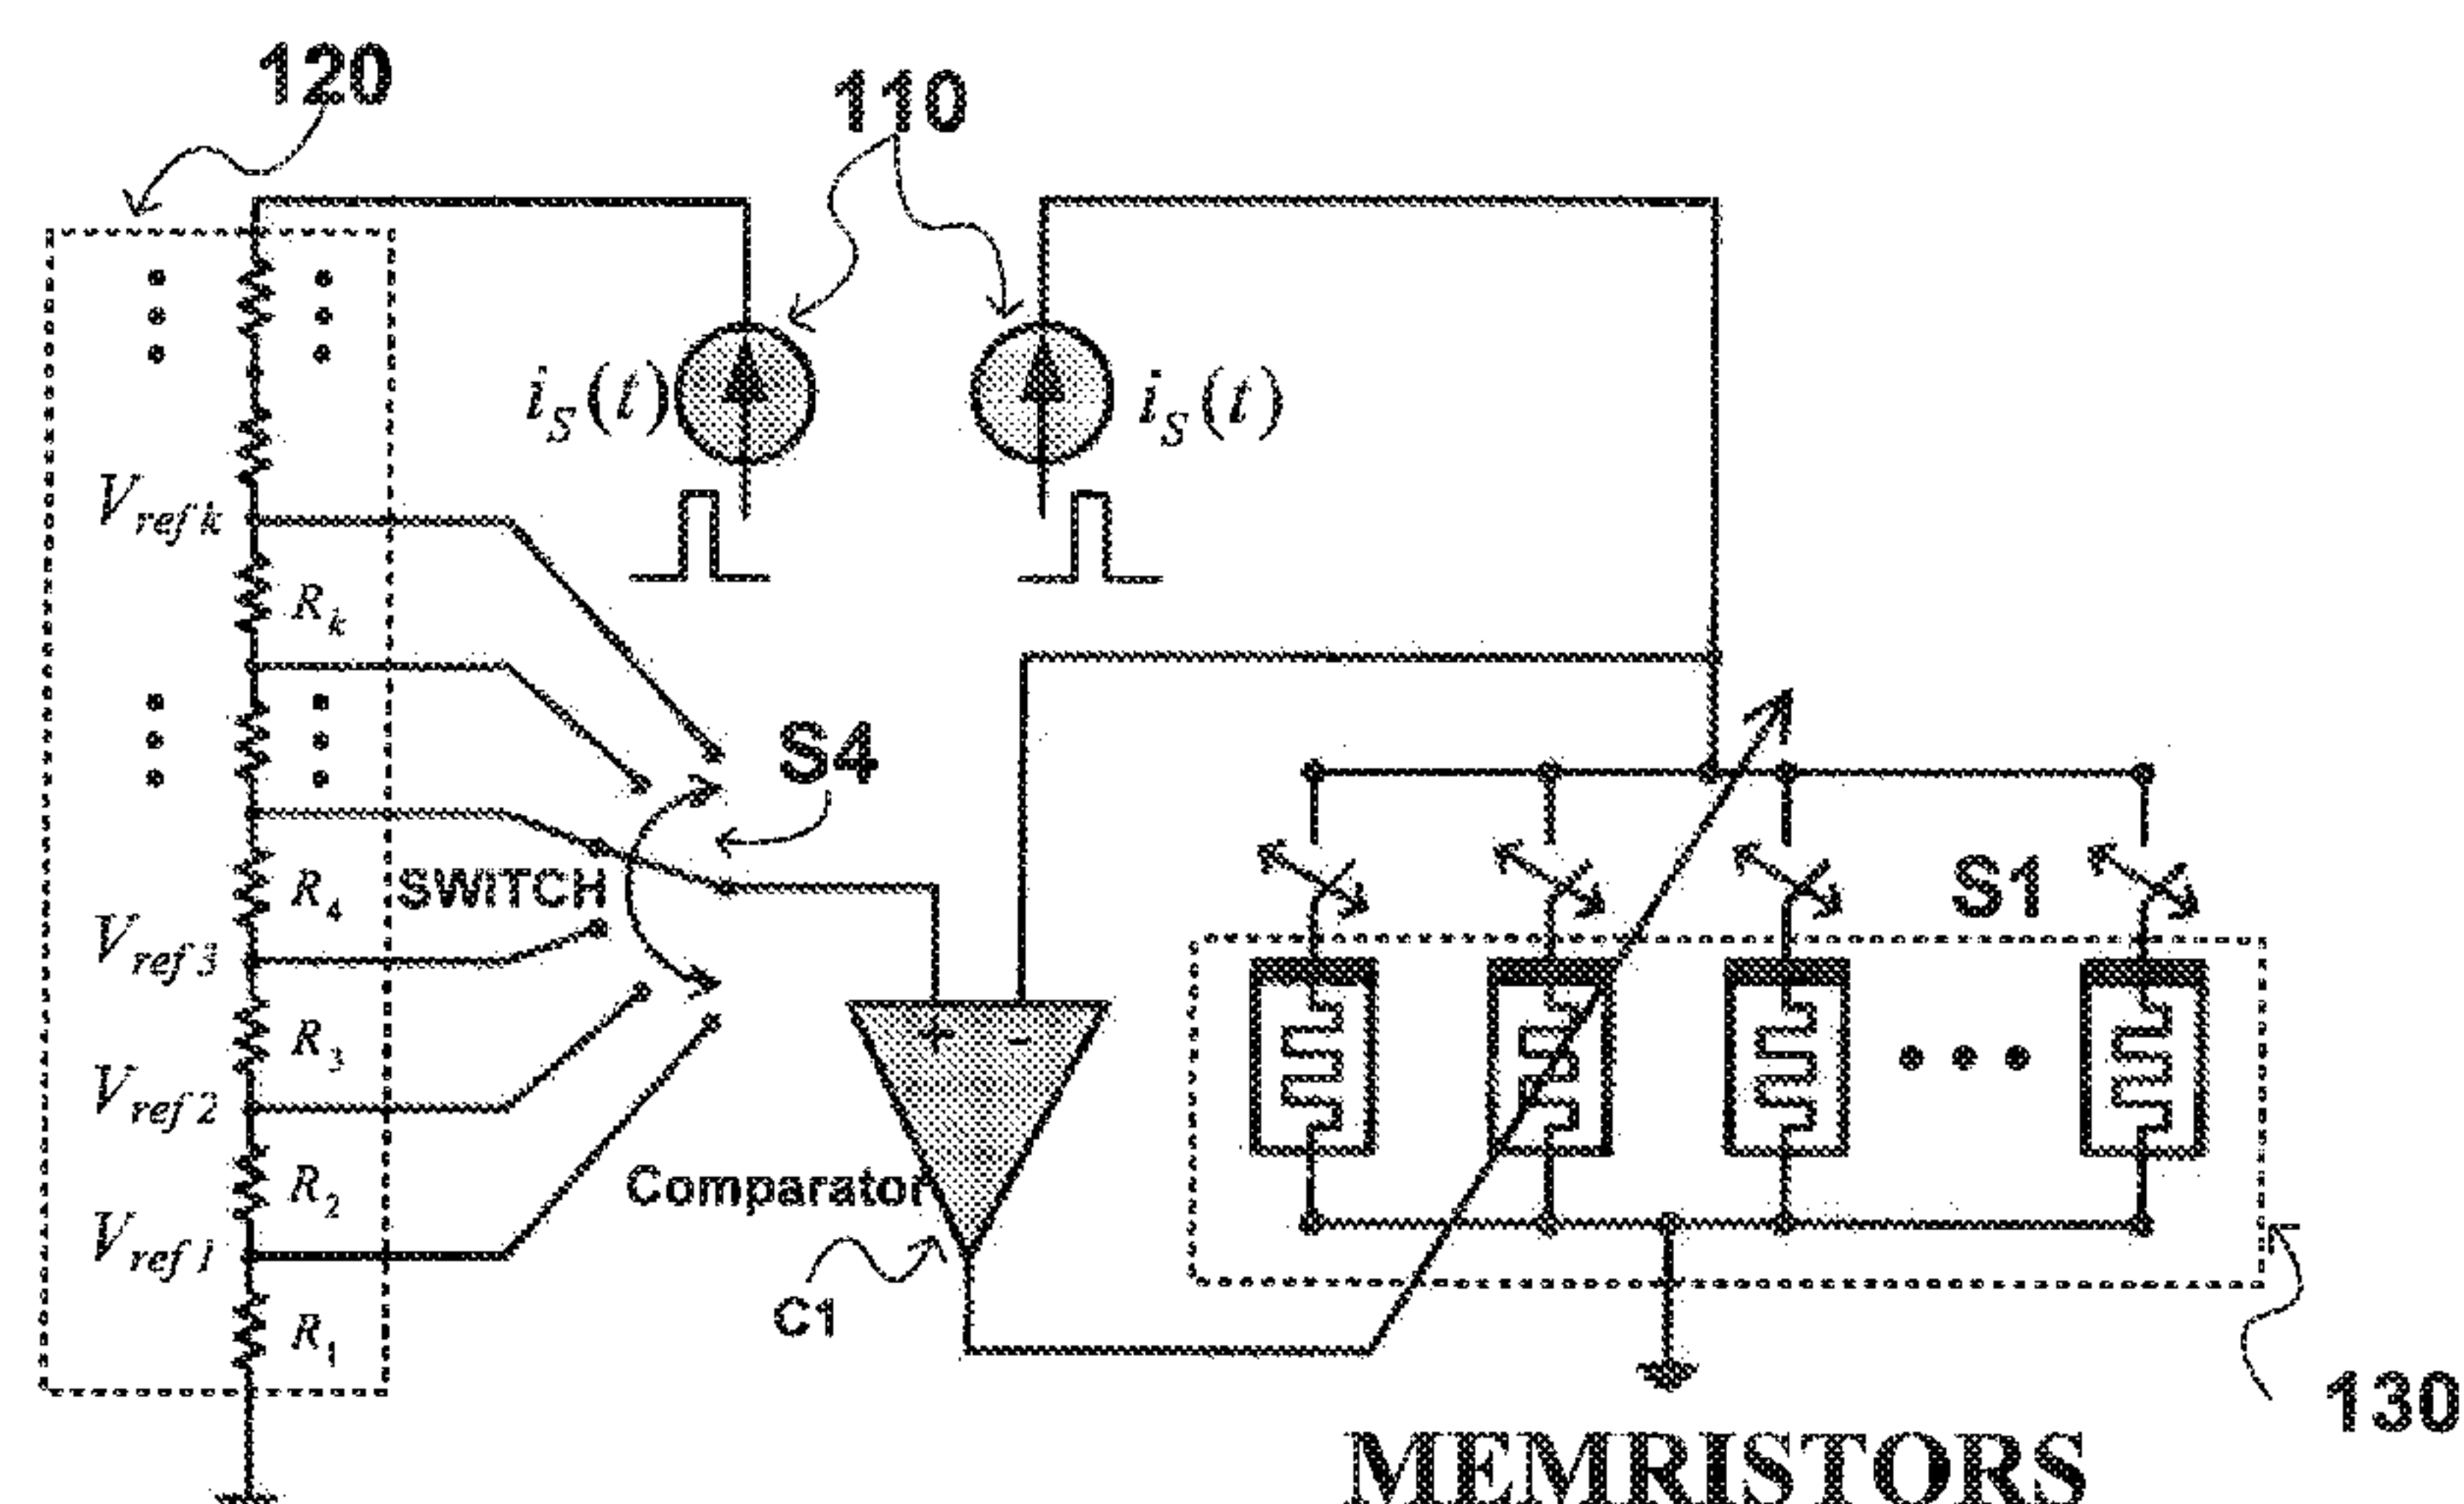 120
110
i_S(t)
i_S(t)
V_ref k
R_k
S4
R_4
SWITCH
S1
V_ref 3
+ -
R_3
V_ref 2
Comparator
R_2
V_ref 1
C1
R_1
130
MEMRISTORS